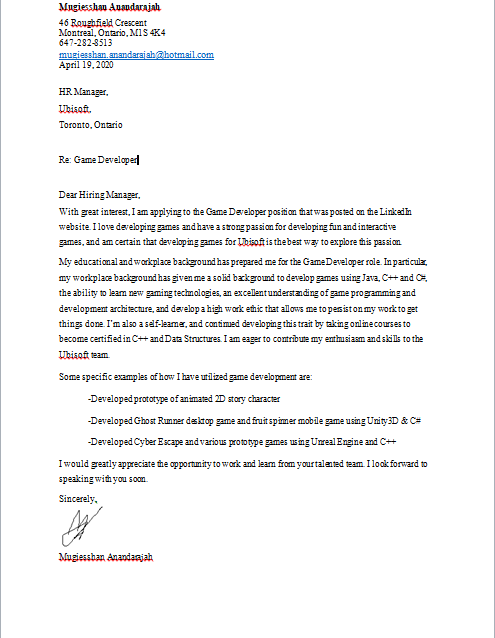 Mugiesshan Anandarajah
46 Roughfield Crescent
Montreal, Ontario, M1S 4K4
647-282-8513
mugiesshan.anandarajah@hotmail.com
April 19, 2020
HR Manager,
Ubisoft,
Toronto, Ontario
Re: Game Developer
Dear Hiring Manager,
With great interest, I am applying to the Game Developer position that was posted on the LinkedIn
website. I love developing games and have a strong passion for developing fun and interactive
games, and am certain that developing games for Ubisoft is the best way to explore this passion.
My educational and workplace background has prepared me for the Game Developer role. In particular,
my workplace background has given me a solid background to develop games using Java, C++ and C#,
the ability to learn new gaming technologies, an excellent understanding of game programming and
development architecture, and develop a high work ethic that allows me to persist on my work to get
things done. I'm also a self-learner, and continued developing this trait by taking online courses to
become certified in C++ and Data Structures. I am eager to contribute my enthusiasm and skills to the
Ubisoft team.
Some specific examples of how I have utilized game development are:
-Developed prototype of animated 2D story character
-Developed Ghost Runner desktop game and fruit spinner mobile game using Unity3D & C#
-Developed Cyber Escape and various prototype games using Unreal Engine and C++
I would greatly appreciate the opportunity to work and learn from your talented team. I look forward to
speaking with you soon.
Sincerely,
Mugiesshan Anandarajah